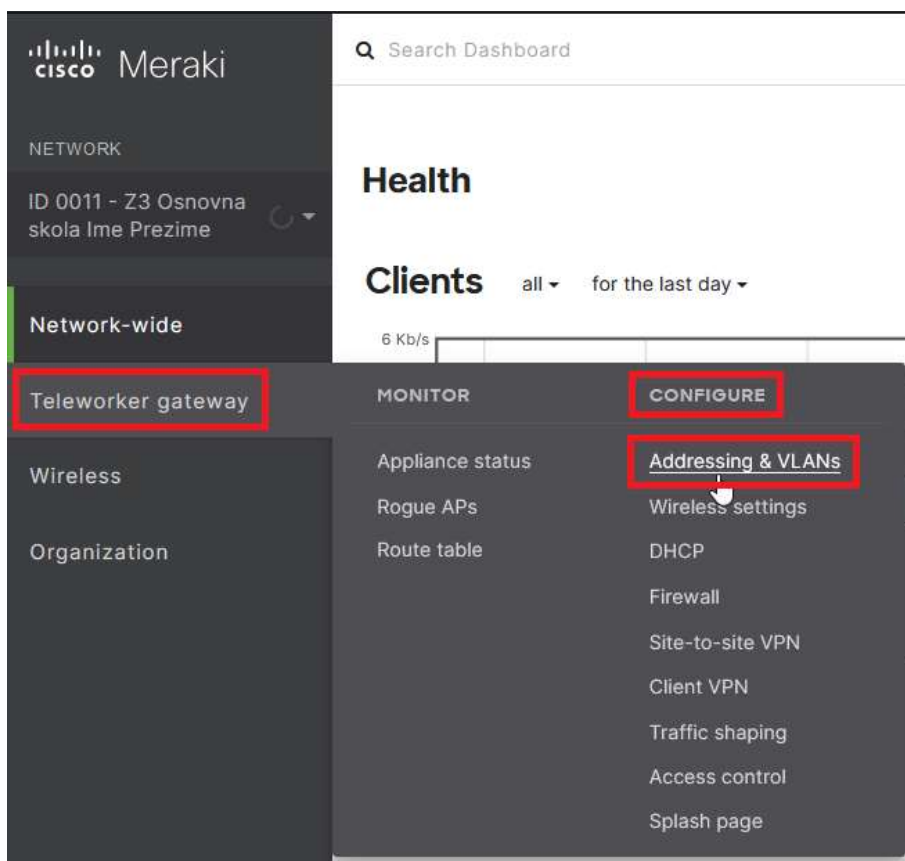 cisco Meraki
Search Dashboard
NETWORK
ID 0011 - Z3 Osnovna
skola Ime Prezime
Health
Clients all for the last day
6 Kb/s
Network-wide
Teleworker gateway
Wireless
Organization
MONITOR
Appliance status
Rogue APs
Route table
CONFIGURE
Addressing & VLANs
Wireless settings
DHCP
Firewall
Site-to-site VPN
Client VPN
Traffic shaping
Access control
Splash page